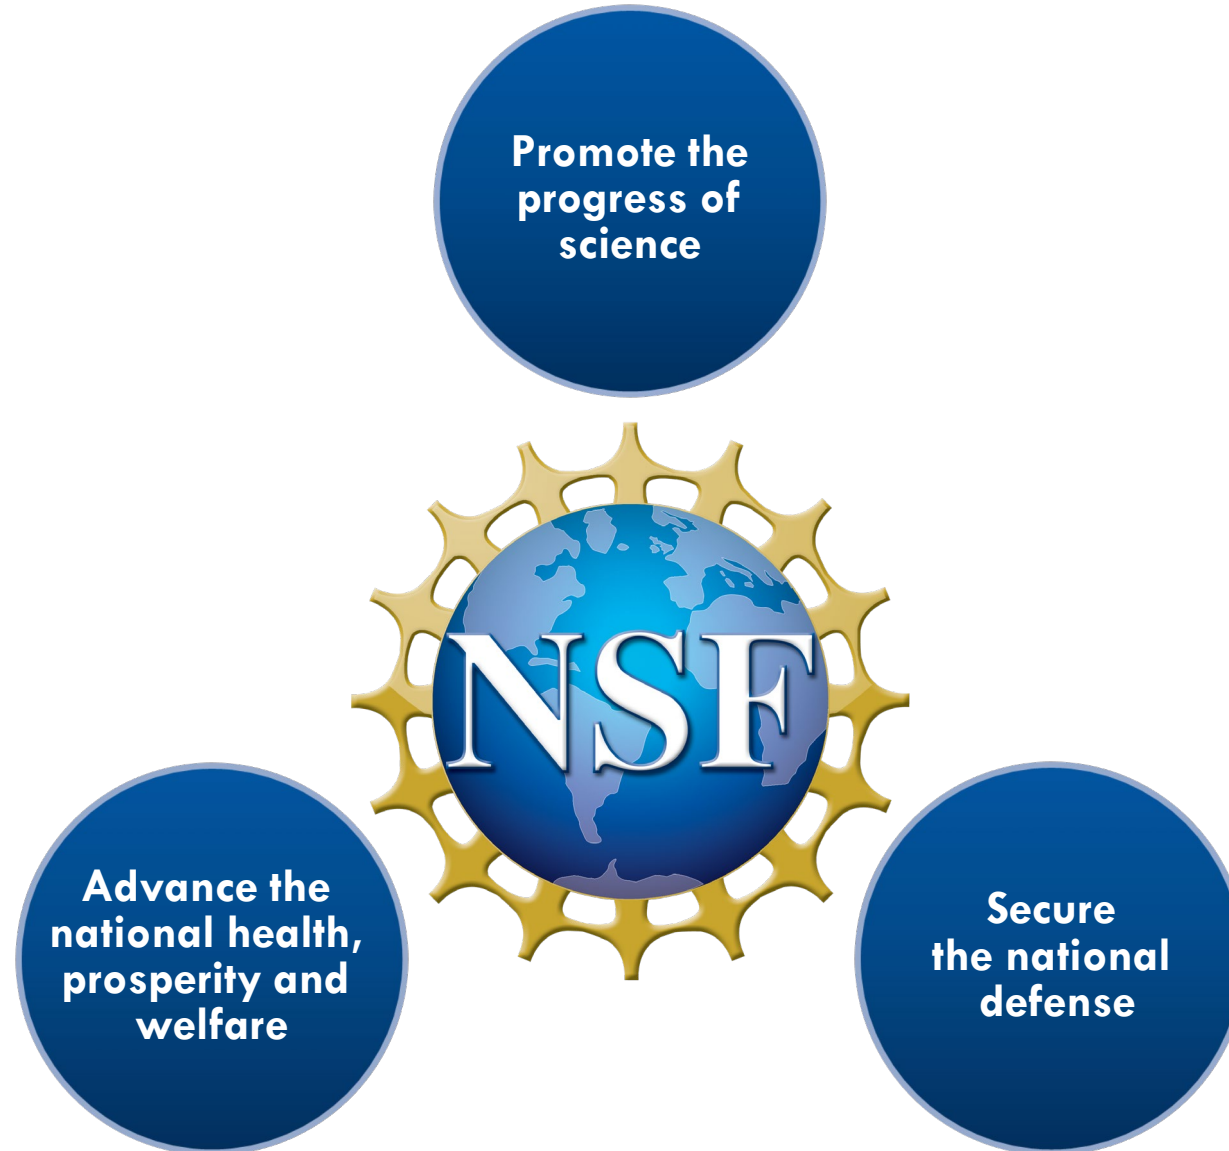 Promote the
progress of
science
NSF
Advance the
national health,
prosperity and
welfare
Secure
the national
defense